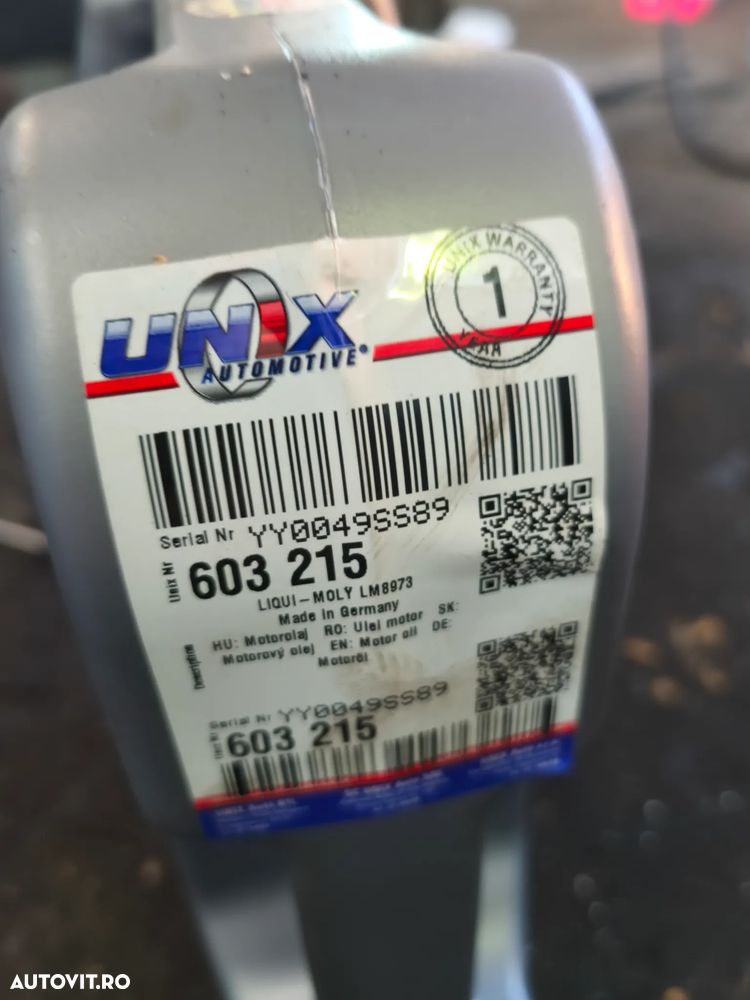 UNIX
AUTOMOTIVE®
UNIX WARRANTY
1
Serial Nr YY0049SS89
Unix Nr 603 215
LIQUI-MOLY LM8973
Made in Germany
Description HU: Motorolaj RO: Ulei motor SK:
Motorový olej EN: Motor oil DE:
Motoröl
Serial Nr YY0049SS89
Unix Nr 603 215
AUTOVIT.RO